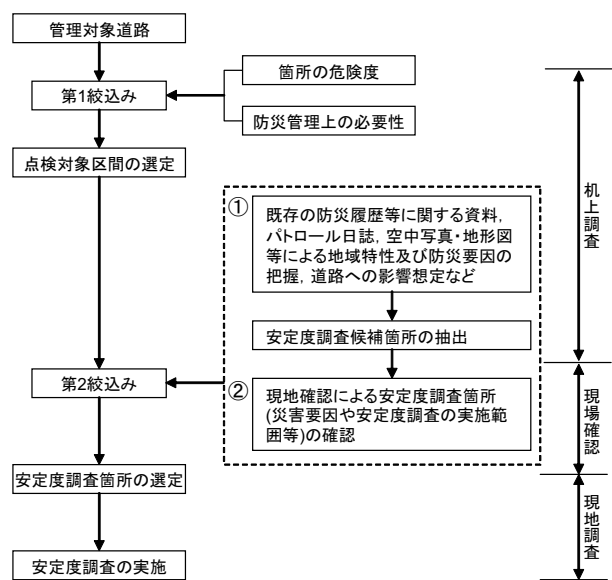 管理対象道路
第1絞込み
箇所の危険度
防災管理上の必要性
点検対象区間の選定
①
既存の防災履歴等に関する資料,
パトロール日誌, 空中写真・地形図
等による地域特性及び防災要因の
把握, 道路への影響想定など
安定度調査候補箇所の抽出
第2絞込み
②
現地確認による安定度調査箇所
(災害要因や安定度調査の実施範
囲等)の確認
安定度調査箇所の選定
安定度調査の実施
机上調査
現場確認
現地調査